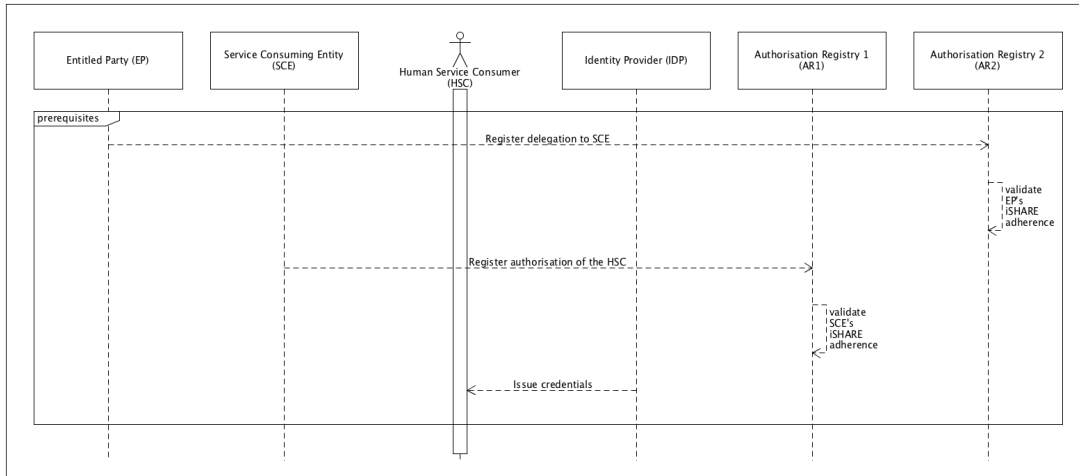 Entitled Party (EP)
Service Consuming Entity
(SCE)
Human Service Consumer
(HSC)
Identity Provider (IDP)
Authorisation Registry 1
(AR1)
Authorisation Registry 2
(AR2)
prerequisites
Register delegation to SCE
validate
EP's
iSHARE
adherence
Register authorisation of the HSC
validate
SCE's
iSHARE
adherence
Issue credentials